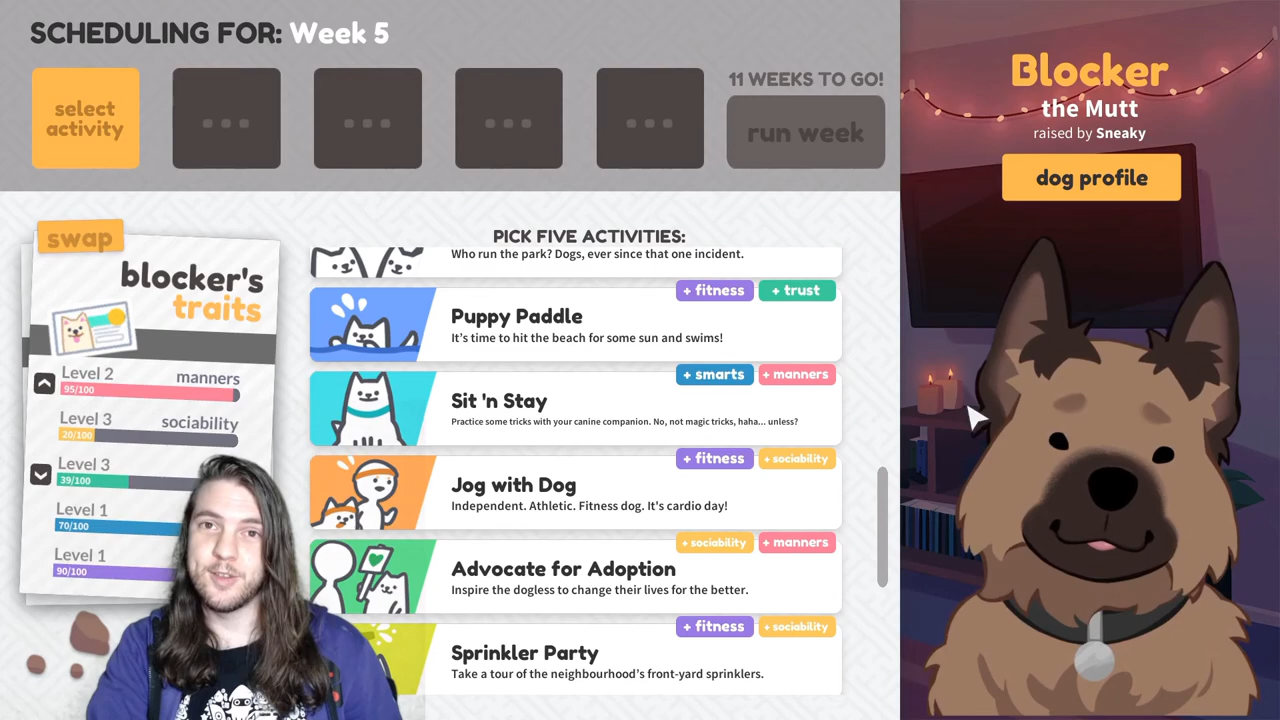 SCHEDULING FOR: Week 5
select
activity
11 WEEKS TO GO!
run week
Blocker
the Mutt
raised by Sneaky
dog profile
swap
blocker's
traits
Level 2 manners
95/100
Level 3 sociability
20/100
Level 3
39/100
Level 1
70/100
Level 1
90/100
PICK FIVE ACTIVITIES:
Who run the park? Dogs, ever since that one incident.
+ fitness + trust
Puppy Paddle
It's time to hit the beach for some sun and swims!
+ smarts + manners
Sit 'n Stay
Practice some tricks with your canine companion. No, not magic tricks, haha... unless?
+ fitness + sociability
Jog with Dog
Independent. Athletic. Fitness dog. It's cardio day!
+ sociability + manners
Advocate for Adoption
Inspire the dogless to change their lives for the better.
+ fitness + sociability
Sprinkler Party
Take a tour of the neighbourhood's front-yard sprinklers.